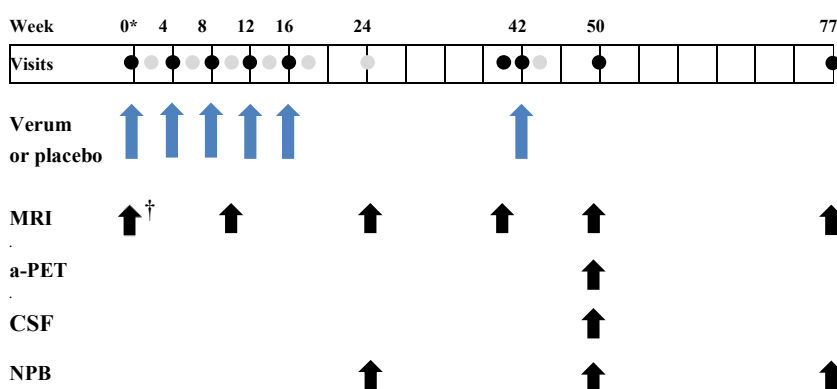 Week 0* 4 8 12 16 24 42 50 77
Visits
Verum
or placebo
MRI †
.
a-PET
.
CSF
NPB